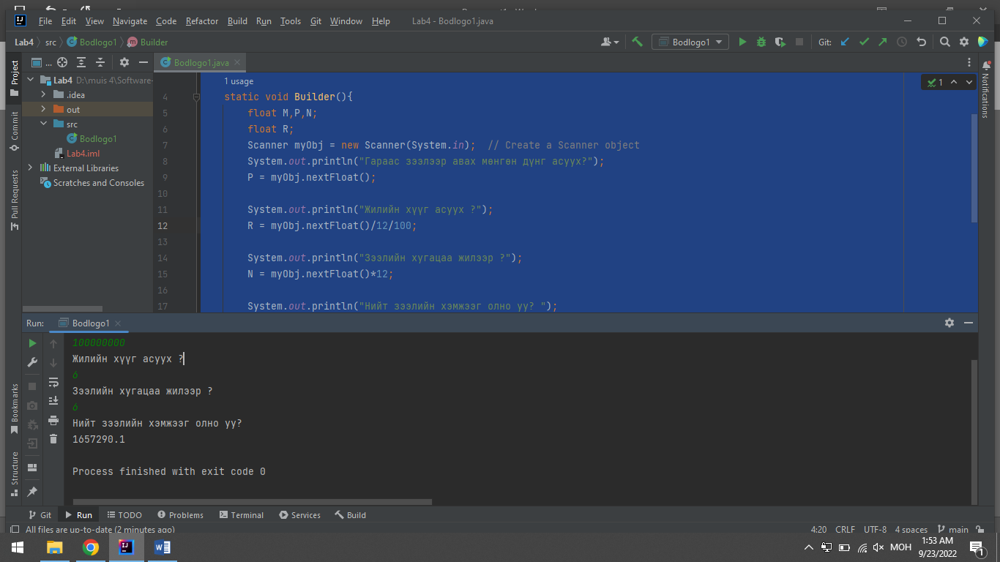 File Edit View Navigate Code Refactor Build Run Tools Git Window Help Lab4 - Bodlogo1.java
Lab4 src Bodlogo1 Builder Bodlogo1 Git:
Project
... Bodlogo1.java
Lab4 D:\muis 4\Software-
.idea
out
src
Bodlogo1
Lab4.iml
External Libraries
Scratches and Consoles
Commit
Pull Requests
1 usage
1
4 static void Builder(){
5 float M,P,N;
6 float R;
7 Scanner myObj = new Scanner(System.in); // Create a Scanner object
8 System.out.println("Гараас зээлээр авах мөнгөн дүнг асуух?");
9 P = myObj.nextFloat();
10
11 System.out.println("Жилийн хүүг асуух ?");
12 R = myObj.nextFloat()/12/100;
13
14 System.out.println("Зээлийн хугацаа жилээр ?");
15 N = myObj.nextFloat()*12;
16
17 System.out.println("Нийт зээлийн хэмжээг олно уу? ");
Notifications
Run: Bodlogo1
100000000
Жилийн хүүг асуух ?
6
Зээлийн хугацаа жилээр ?
6
Нийт зээлийн хэмжээг олно уу?
1657290.1
Process finished with exit code 0
Bookmarks
Structure
Git Run TODO Problems Terminal Services Build
All files are up-to-date (2 minutes ago) 4:20 CRLF UTF-8 4 spaces main
МОН
1:53 AM
9/23/2022
1